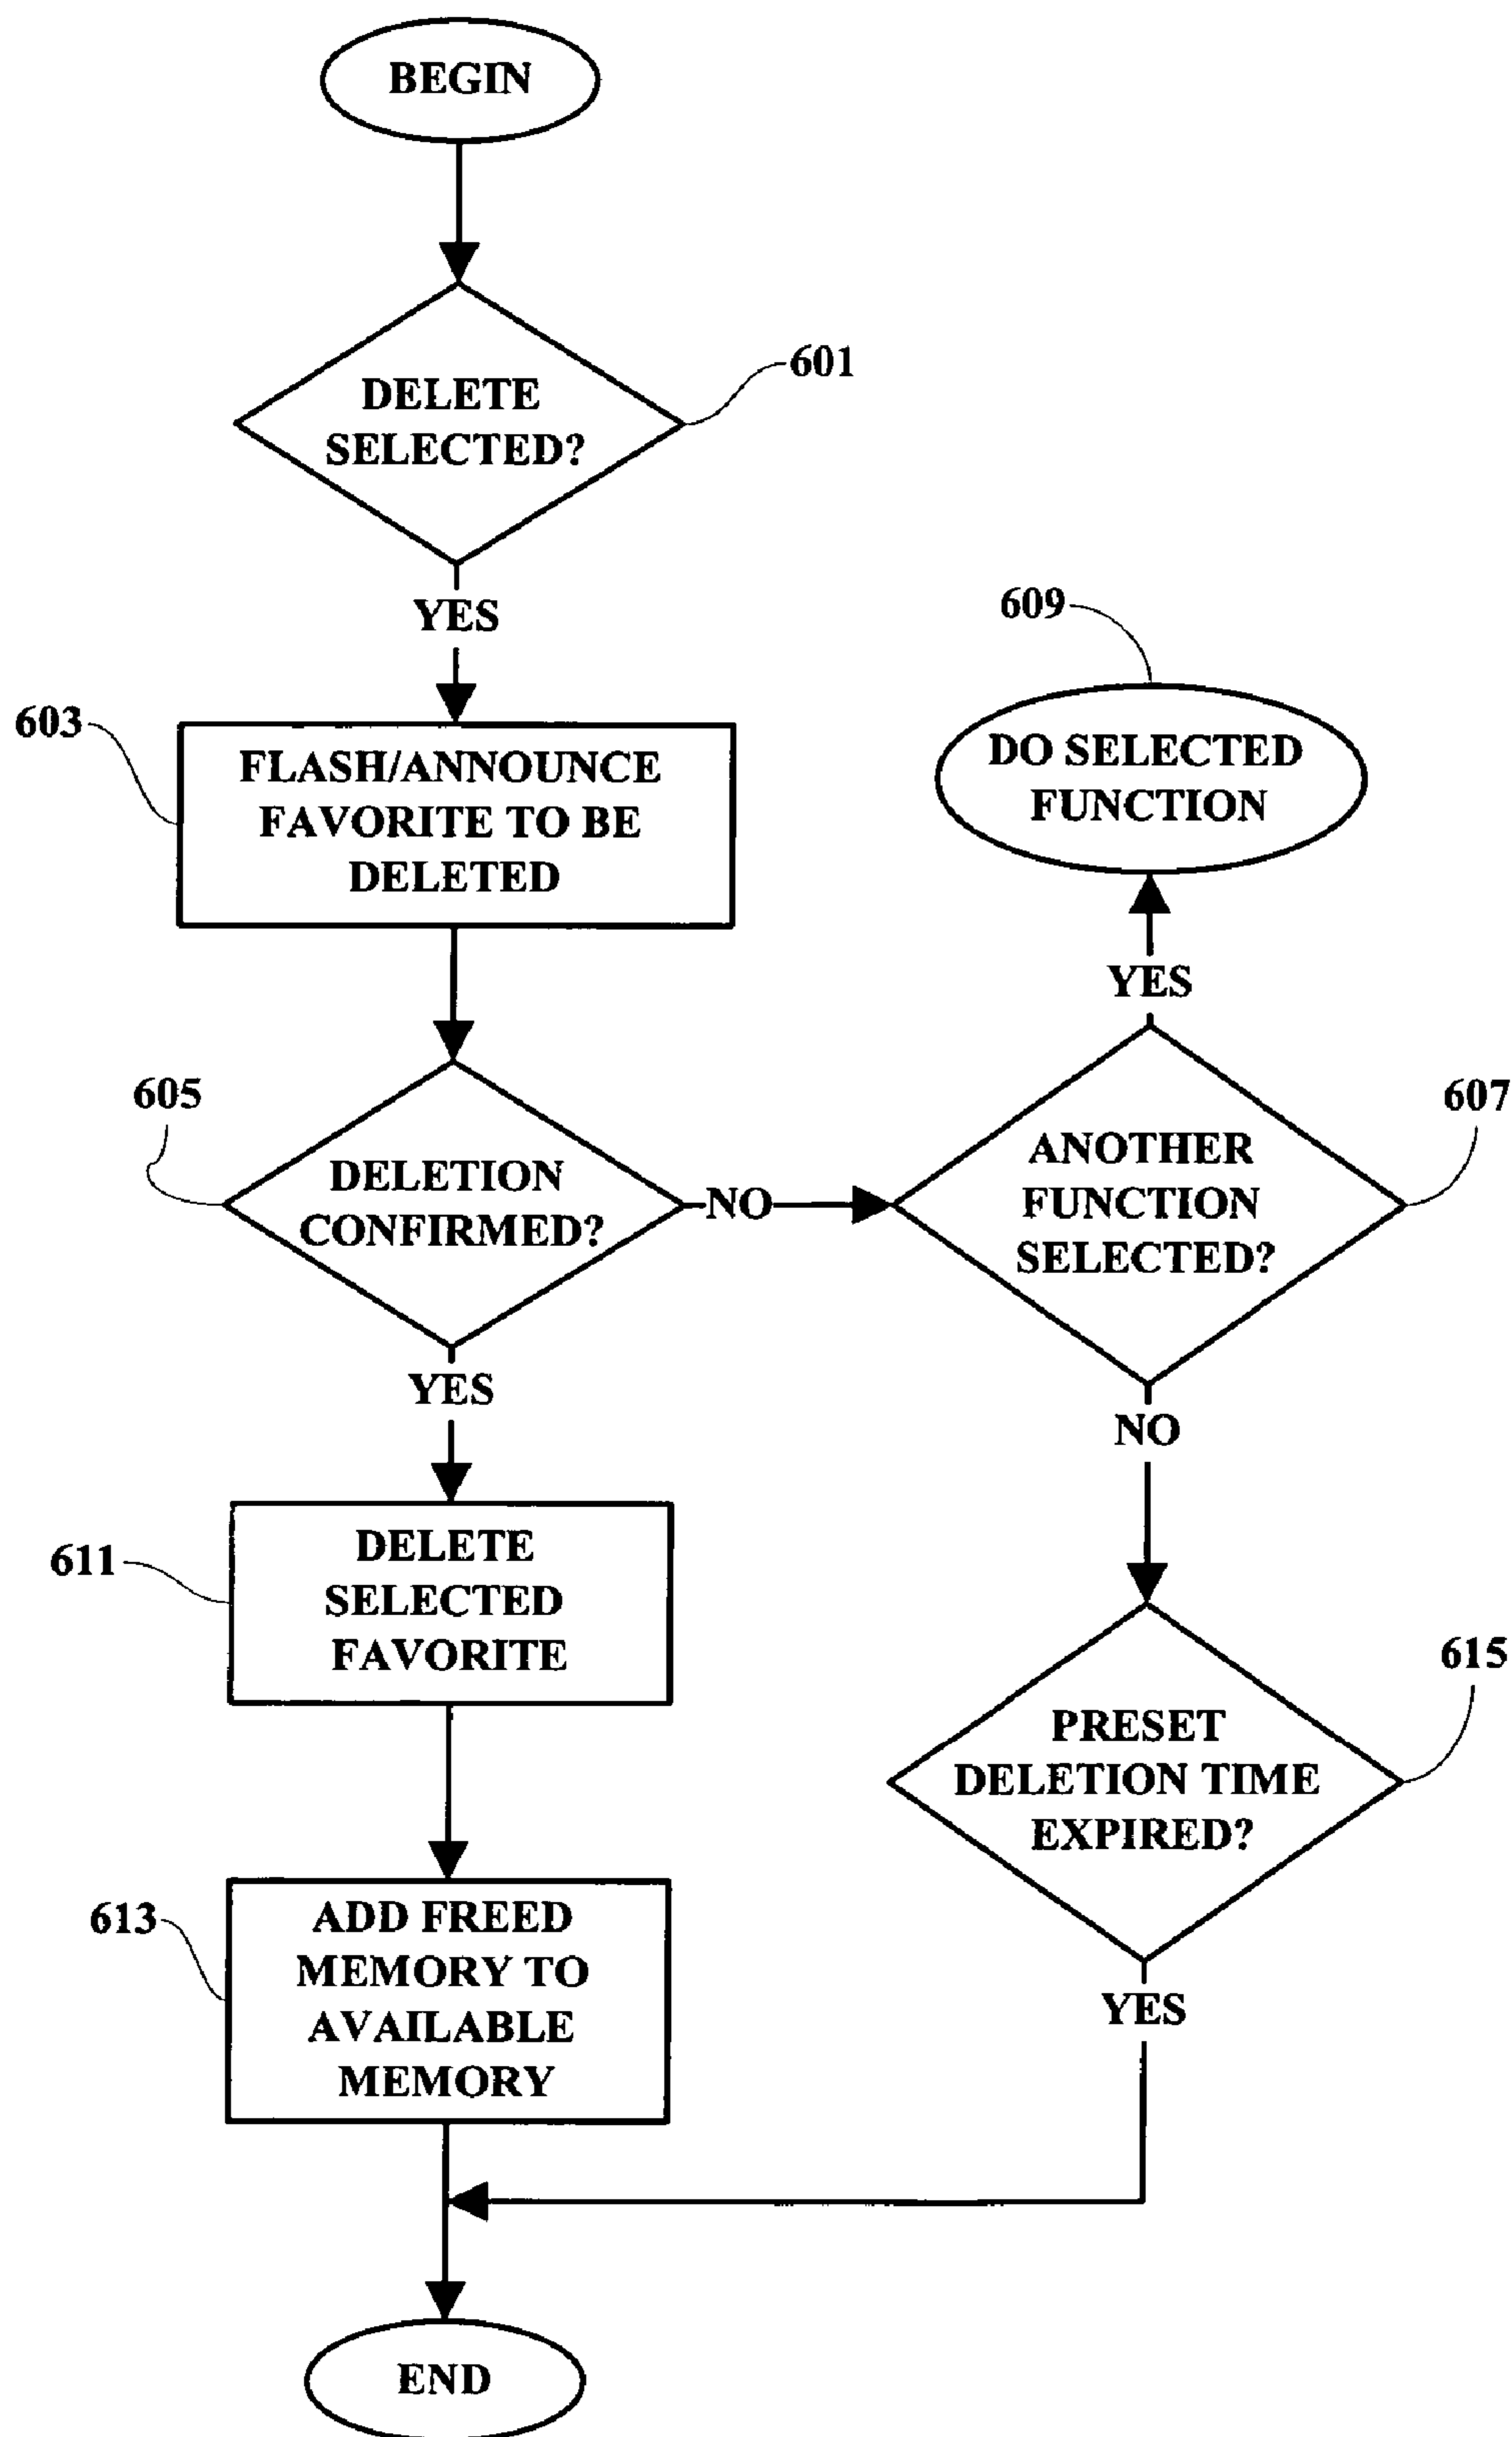 BEGIN
DELETE
SELECTED?
601
YES
603
FLASH/ANNOUNCE
FAVORITE TO BE
DELETED
609
DO SELECTED
FUNCTION
YES
605
DELETION
CONFIRMED?
NO
607
ANOTHER
FUNCTION
SELECTED?
YES
NO
611
DELETE
SELECTED
FAVORITE
615
PRESET
DELETION TIME
EXPIRED?
613
ADD FREED
MEMORY TO
AVAILABLE
MEMORY
YES
END